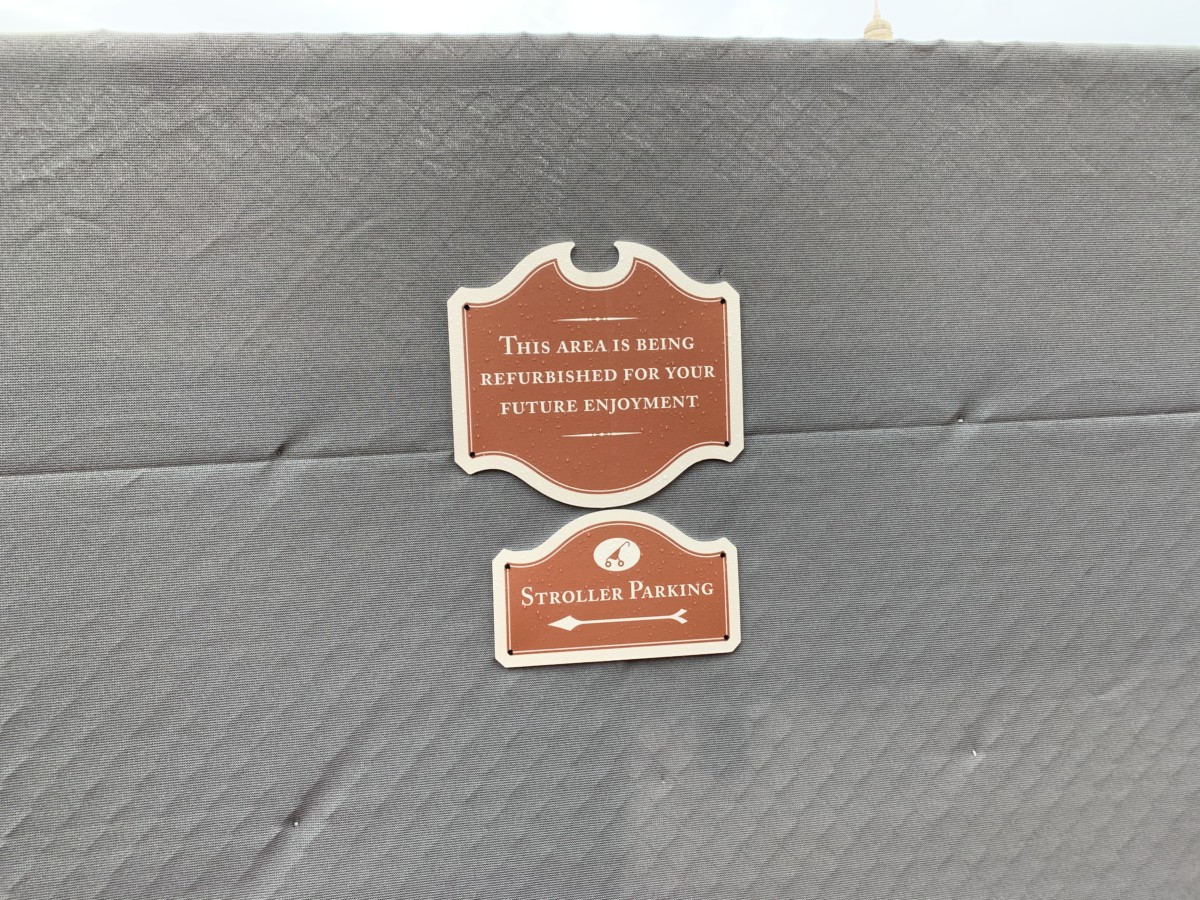 THIS AREA IS BEING
REFURBISHED FOR YOUR
FUTURE ENJOYMENT
STROLLER PARKING